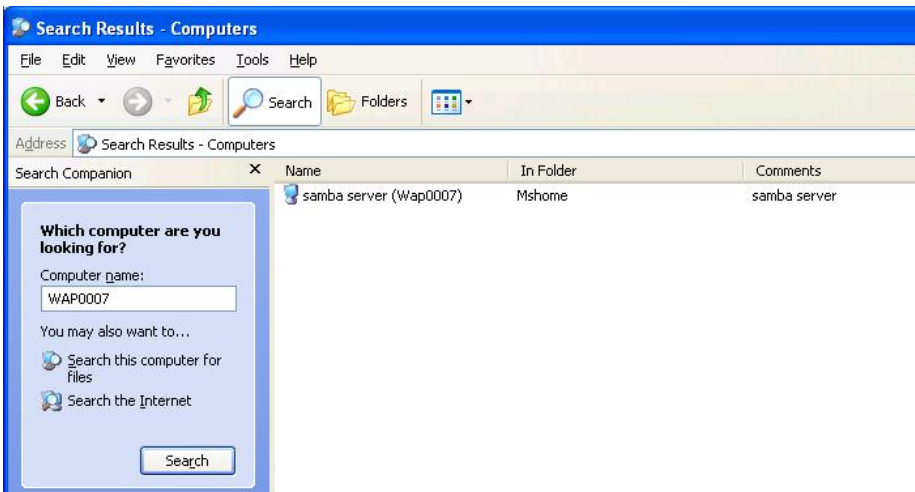 Search Results - Computers
File Edit View Favorites Tools Help
Back Search Folders
Address Search Results - Computers
Search Companion
Which computer are you
looking for?
Computer name:
WAP0007
You may also want to...
Search this computer for
files
Search the Internet
Search
Name In Folder Comments
samba server (Wap0007) Mshome samba server